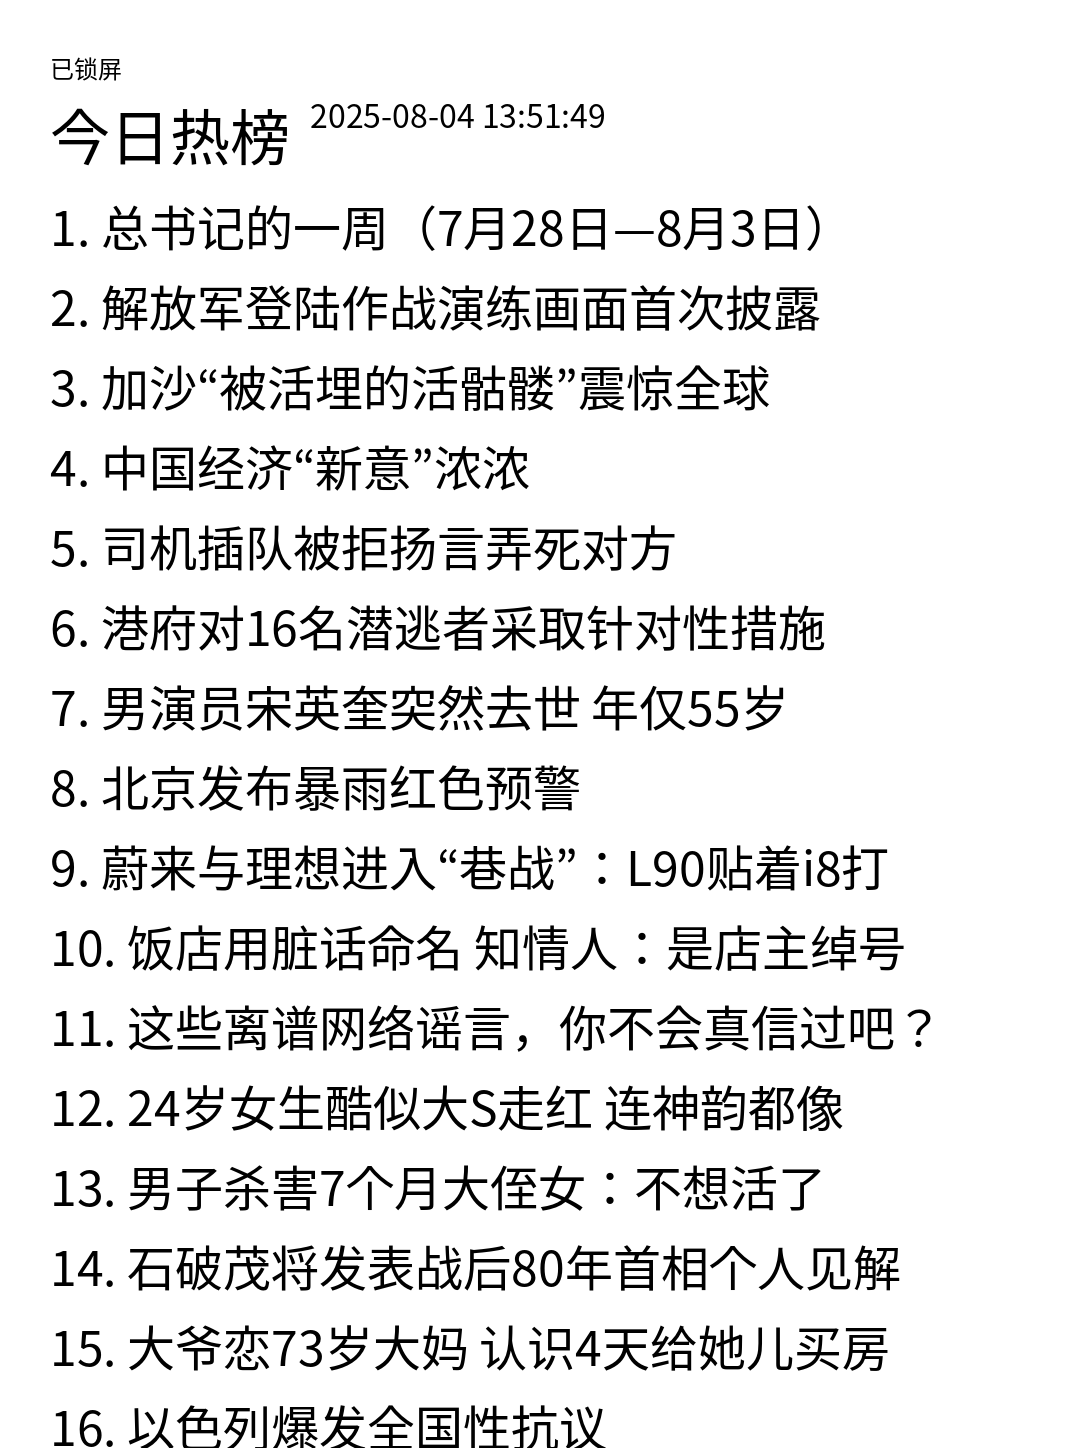 已锁屏
今日热榜 2025-08-04 13:51:49
1. 总书记的一周（7月28日—8月3日）
2. 解放军登陆作战演练画面首次披露
3. 加沙“被活埋的活骷髅”震惊全球
4. 中国经济“新意”浓浓
5. 司机插队被拒扬言弄死对方
6. 港府对16名潜逃者采取针对性措施
7. 男演员宋英奎突然去世 年仅55岁
8. 北京发布暴雨红色预警
9. 蔚来与理想进入“巷战”：L90贴着i8打
10. 饭店用脏话命名 知情人：是店主绰号
11. 这些离谱网络谣言，你不会真信过吧？
12. 24岁女生酷似大S走红 连神韵都像
13. 男子杀害7个月大侄女：不想活了
14. 石破茂将发表战后80年首相个人见解
15. 大爷恋73岁大妈 认识4天给她儿买房
16. 以色列爆发全国性抗议